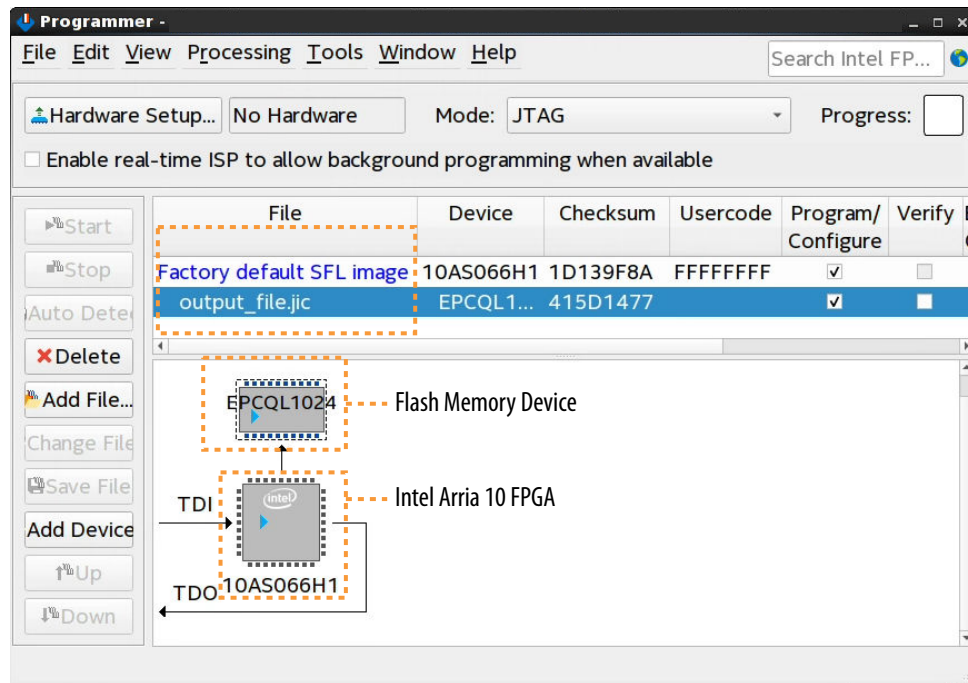 Programmer -
File Edit View Processing Tools Window Help
Search Intel FP...
Hardware Setup... No Hardware Mode: JTAG Progress:
Enable real-time ISP to allow background programming when available
File Device Checksum Usercode Program/ Verify
Configure
Start
Stop
Factory default SFL image 10AS066H1 1D139F8A FFFFFFFF
output_file.jic EPCQL1... 415D1477
Auto Dete
Delete
Add File...
Change File
Save File
Add Device
Up
Down
EPCQL1024
Flash Memory Device
TDI
intel
Intel Arria 10 FPGA
TDO
10AS066H1